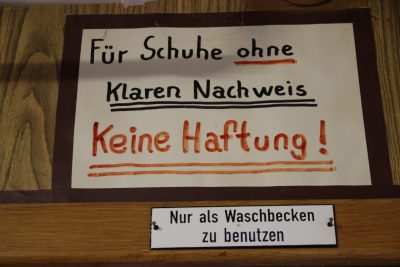 Für Schuhe ohne
Klaren Nachweis
Keine Haftung!
Nur als Waschbecken
zu benutzen